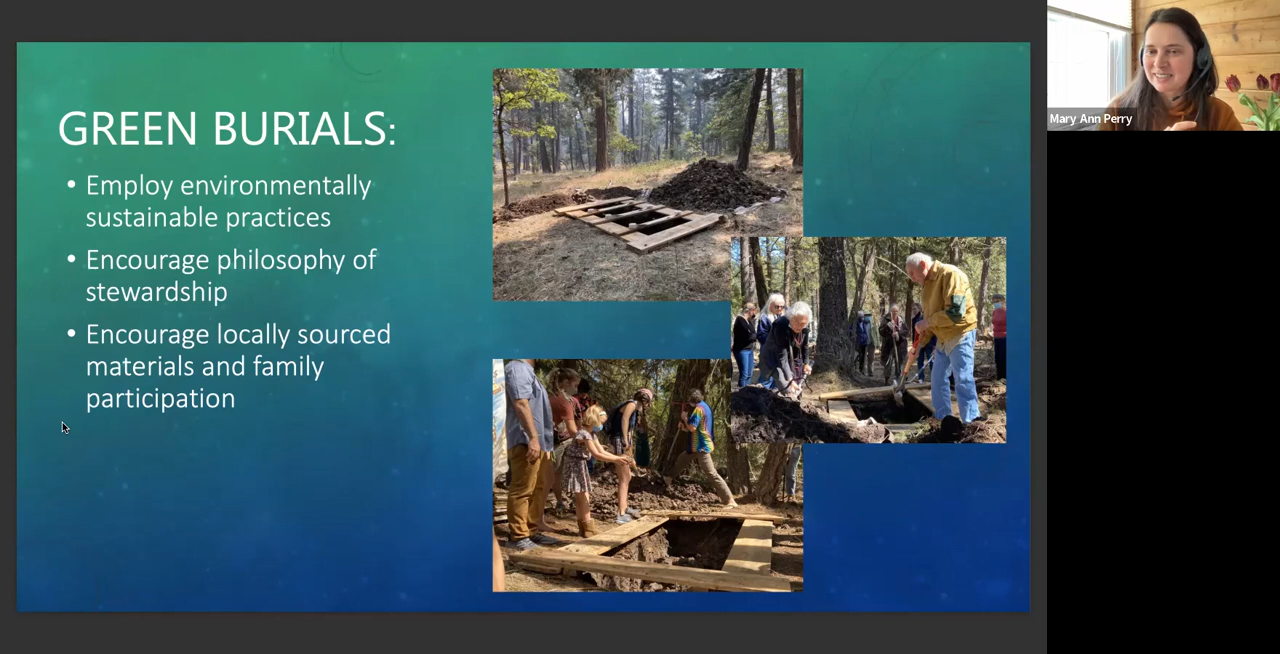 GREEN BURIALS:
• Employ environmentally
sustainable practices
• Encourage philosophy of
stewardship
• Encourage locally sourced
materials and family
participation
Mary Ann Perry